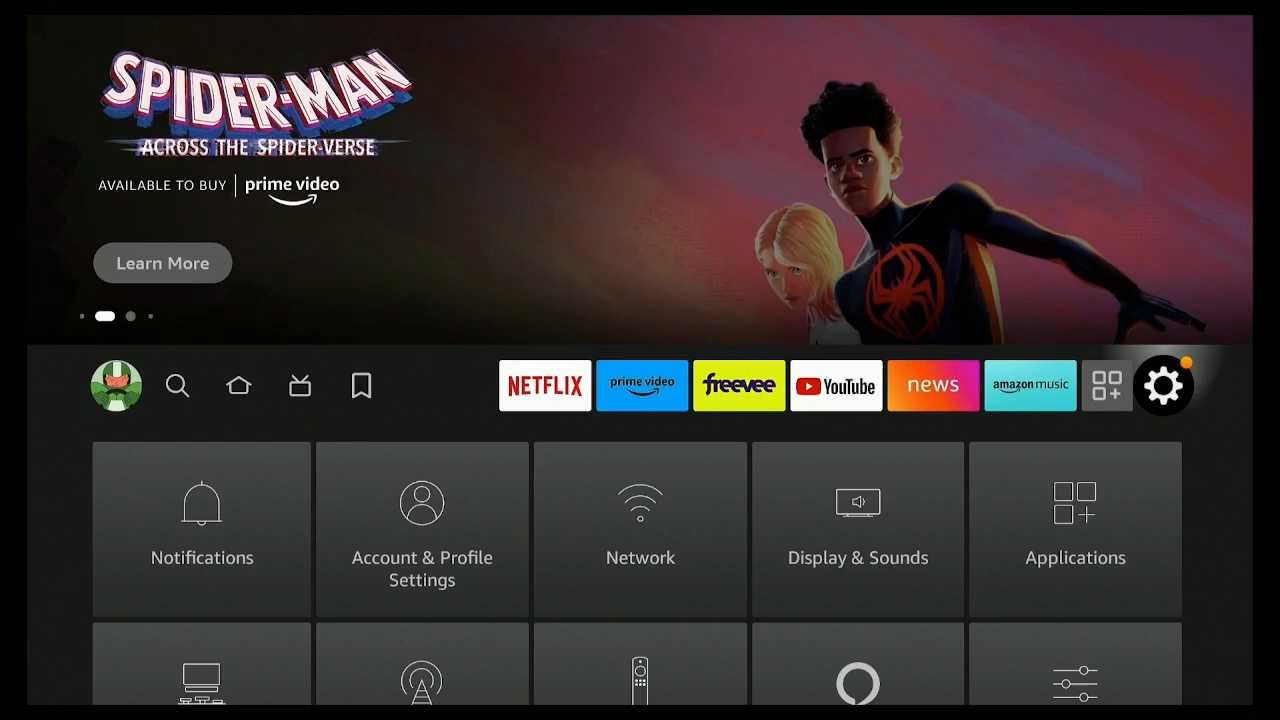 SPIDER-MAN
ACROSS THE SPIDER-VERSE
AVAILABLE TO BUY | prime video
Learn More
NETFLIX
prime video
freevee
YouTube
news
amazon music
Notifications
Account & Profile
Settings
Network
Display & Sounds
Applications